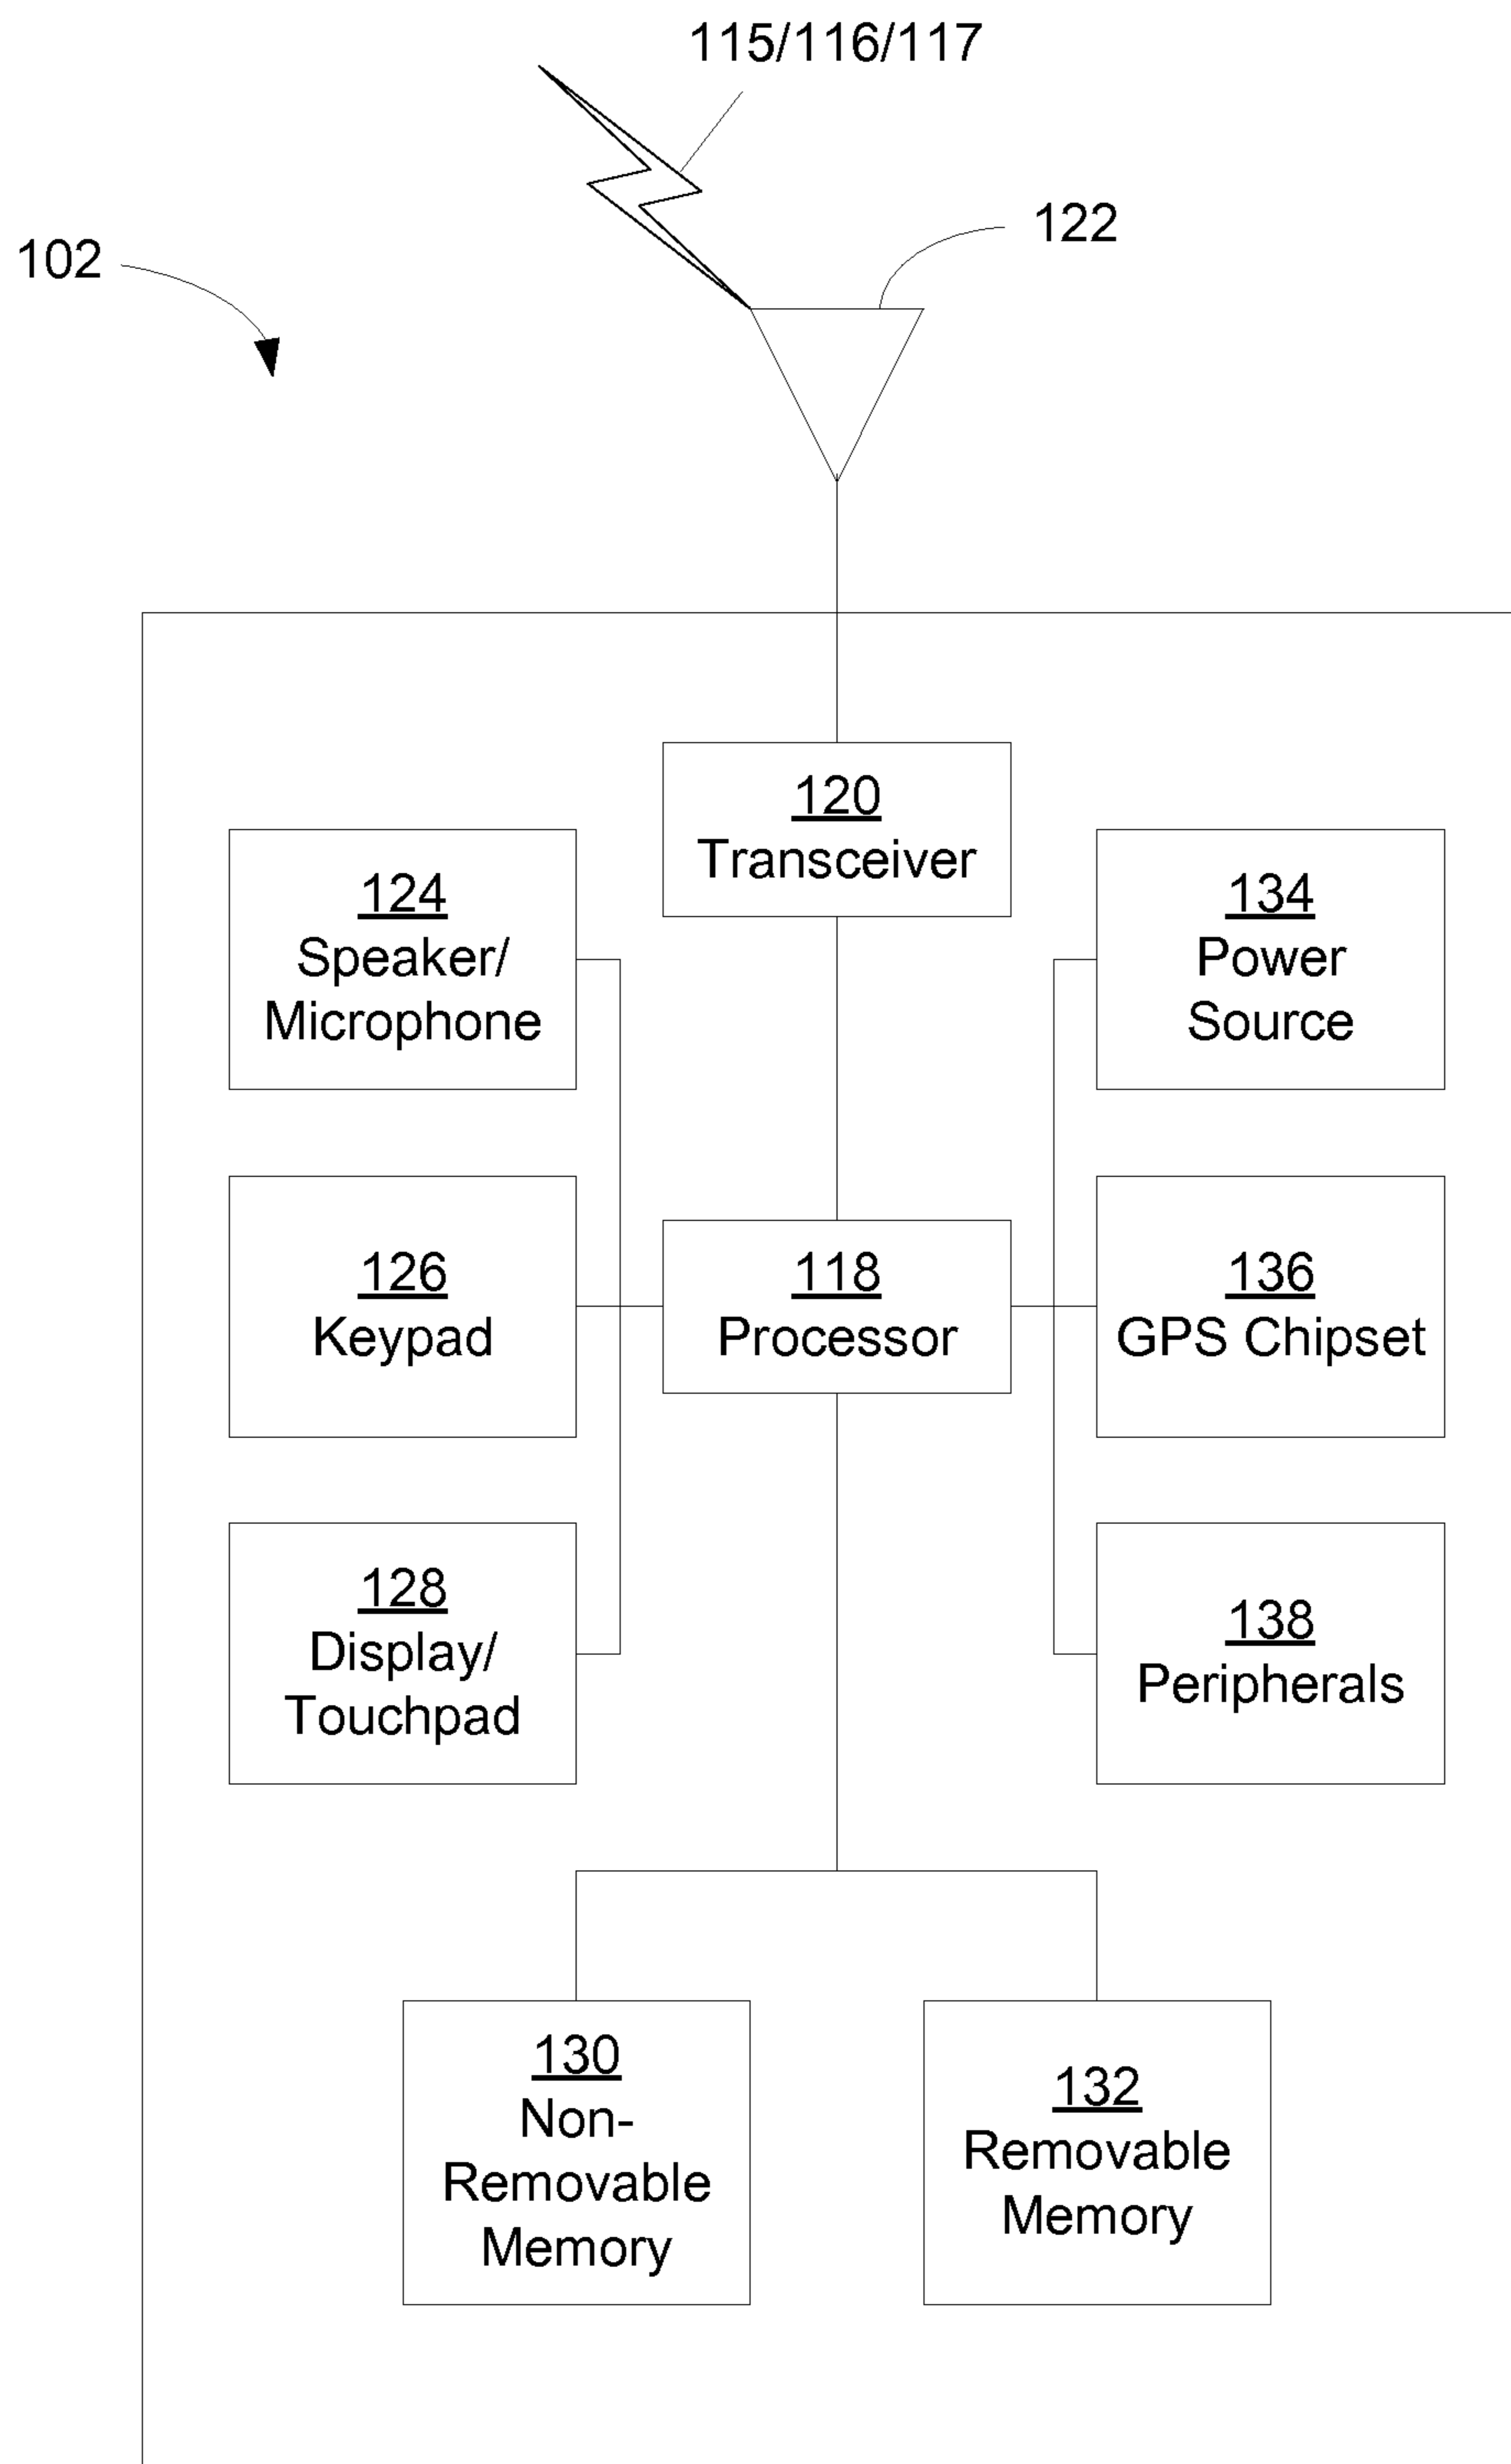 115/116/117
122
102
120
Transceiver
124
Speaker/
Microphone
134
Power
Source
126
Keypad
118
Processor
136
GPS Chipset
128
Display/
Touchpad
138
Peripherals
130
Non-
Removable
Memory
132
Removable
Memory